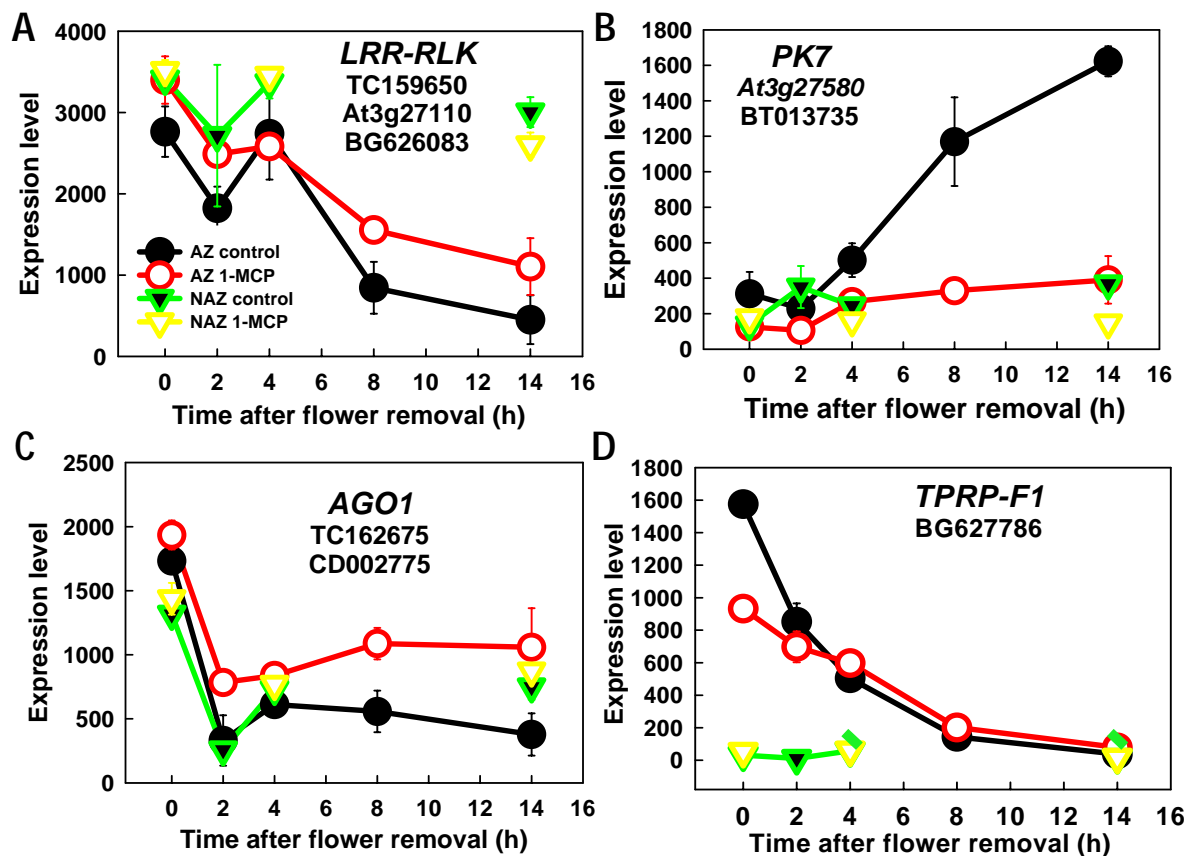 A
LRR-RLK
TC159650
At3g27110
BG626083
Expression level
4000
3000
2000
1000
0
AZ control
AZ 1-MCP
NAZ control
NAZ 1-MCP
0 2 4 6 8 10 12 14 16
Time after flower removal (h)
B
PK7
At3g27580
BT013735
Expression level
1600
1400
1200
1000
800
600
400
200
0
0 2 4 6 8 10 12 14 16
Time after flower removal (h)
C
AGO1
TC162675
CD002775
Expression level
2500
2000
1500
1000
500
0
0 2 4 6 8 10 12 14 16
Time after flower removal (h)
D
TPRP-F1
BG627786
Expression level
1800
1600
1400
1200
1000
800
600
400
200
0
0 2 4 6 8 10 12 14 16
Time after flower removal (h)